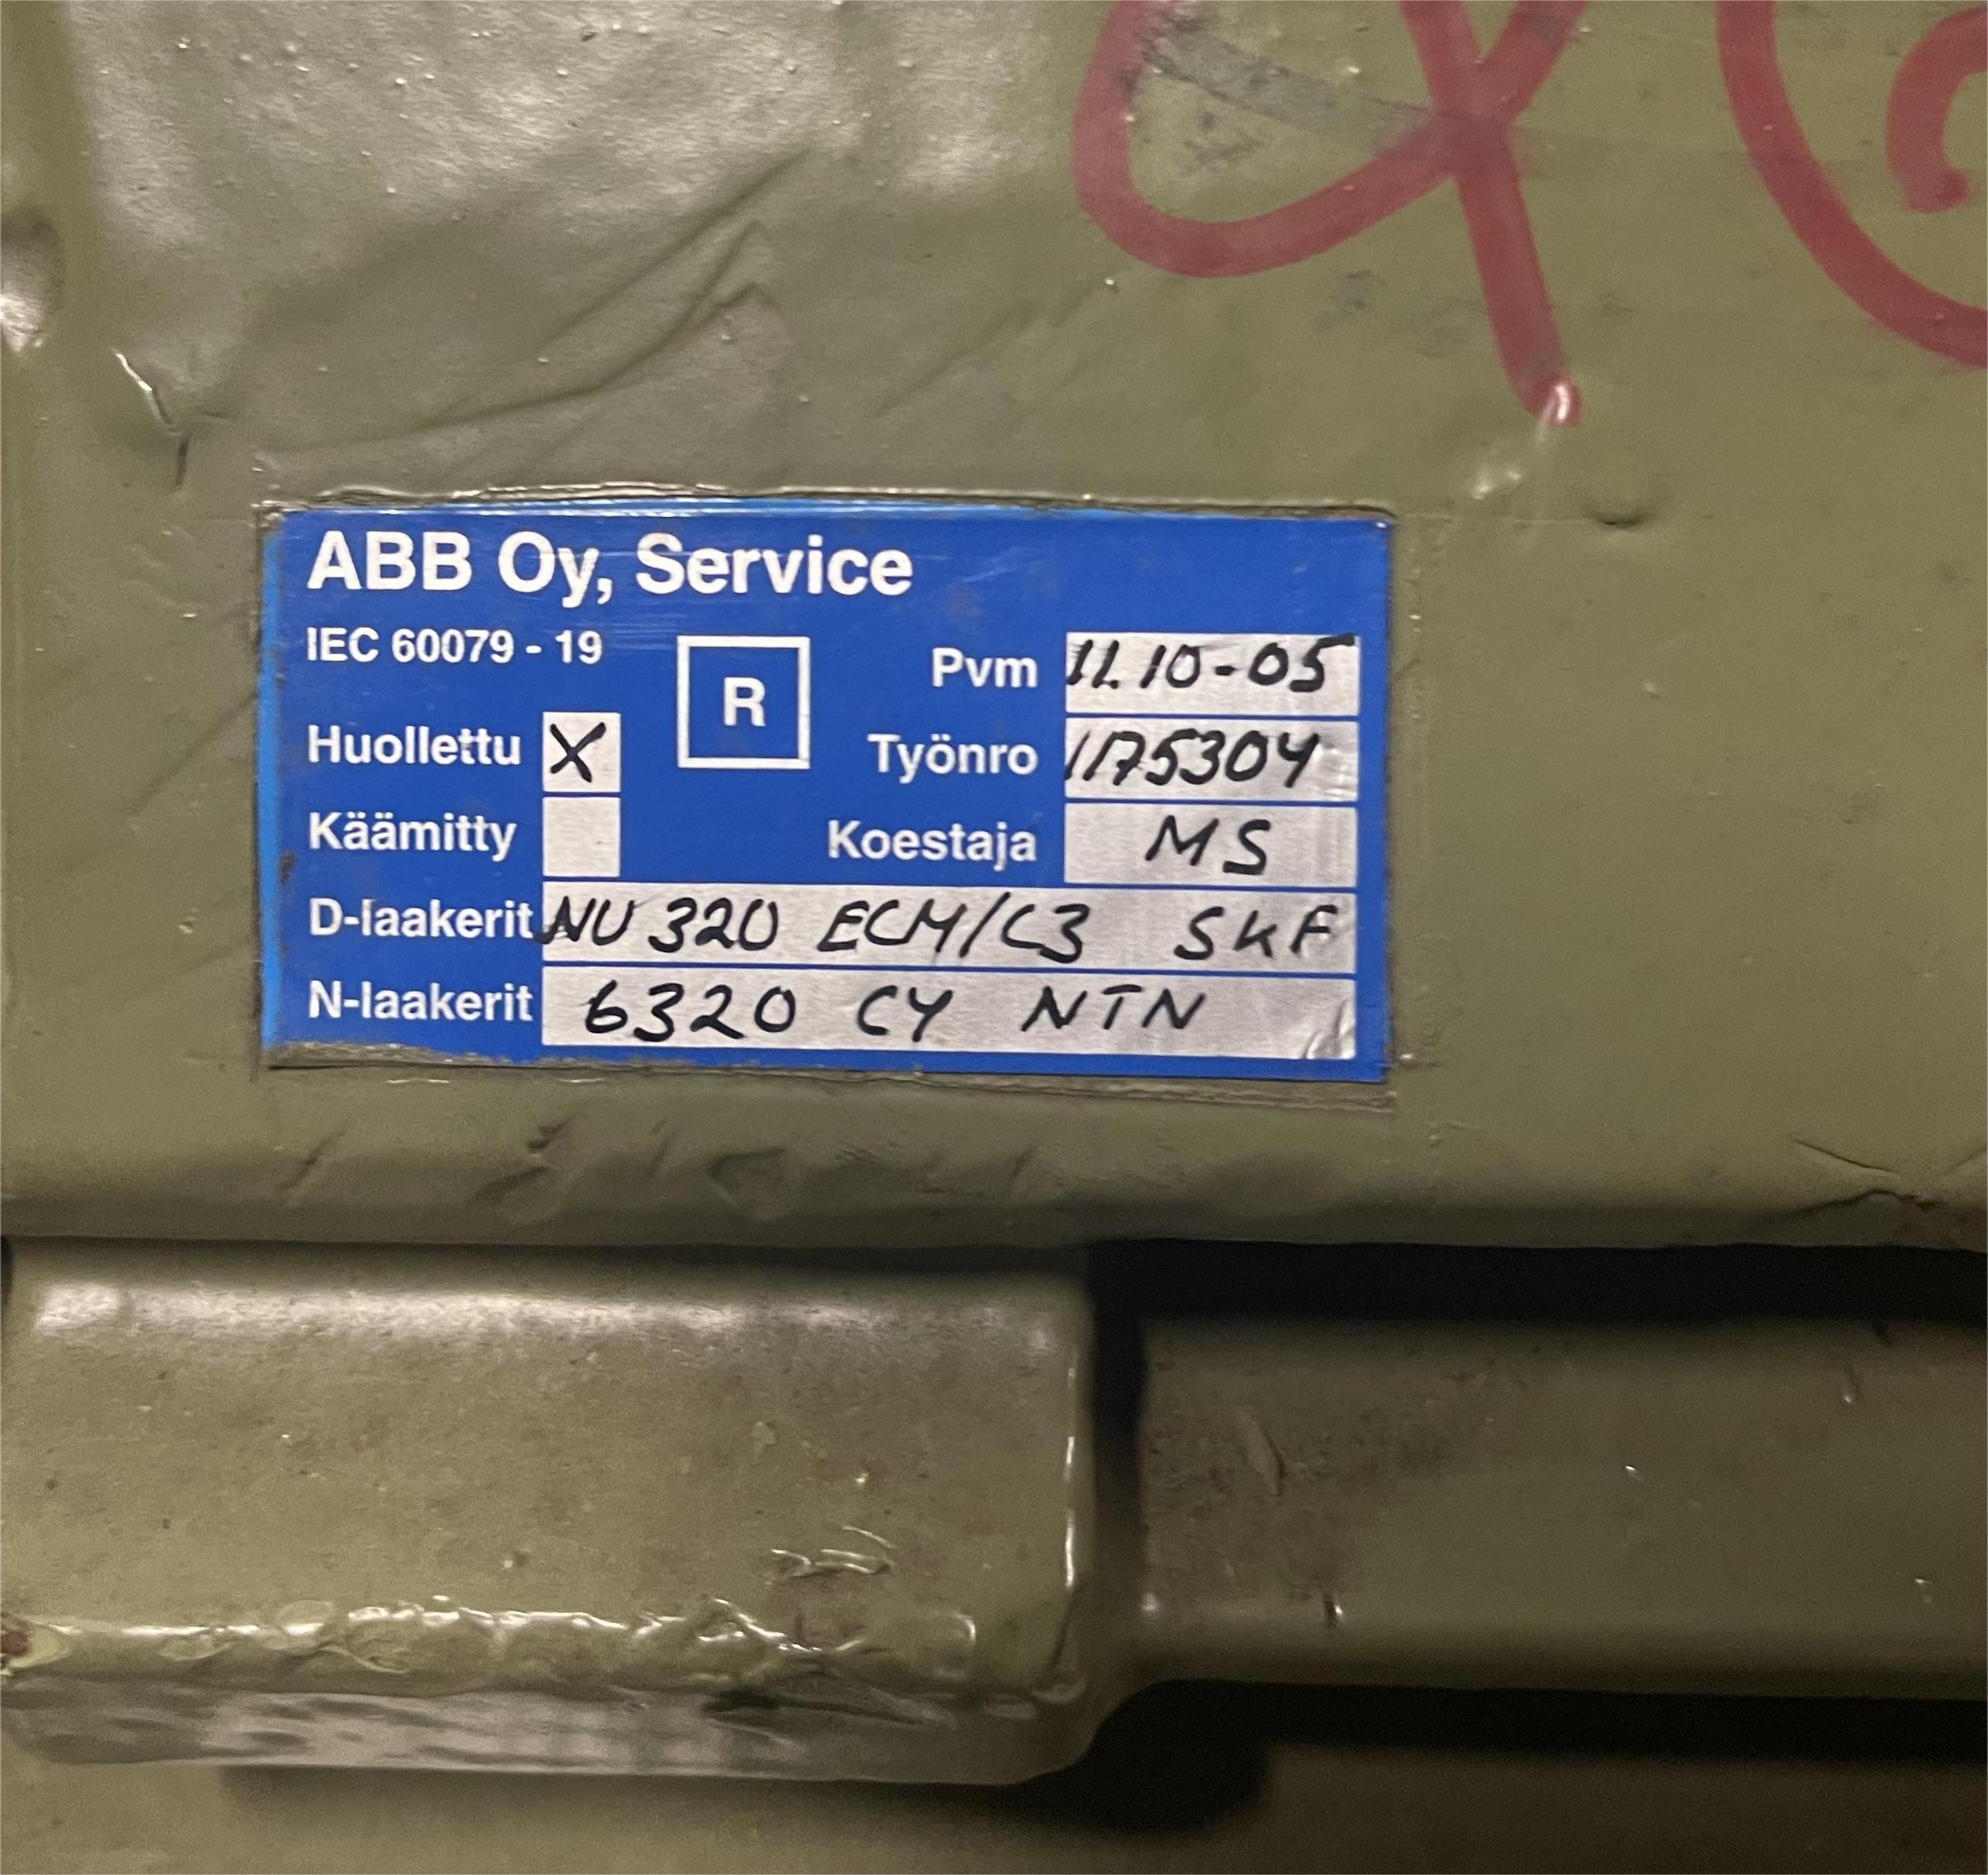 ABB Oy, Service
IEC 60079 - 19
R
Pvm 11.10-05
Huollettu X
Työnro 1175304
Käämitty
Koestaja MS
D-laakerit NU 320 ECM/C3 SKF
N-laakerit 6320 CY NTN